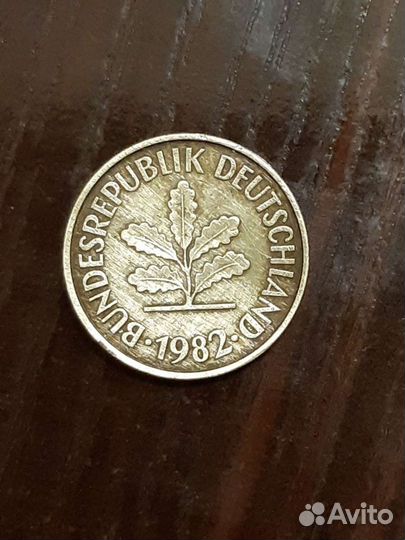 BUNDESREPUBLIK DEUTSCHLAND
· 1982 ·
Avito